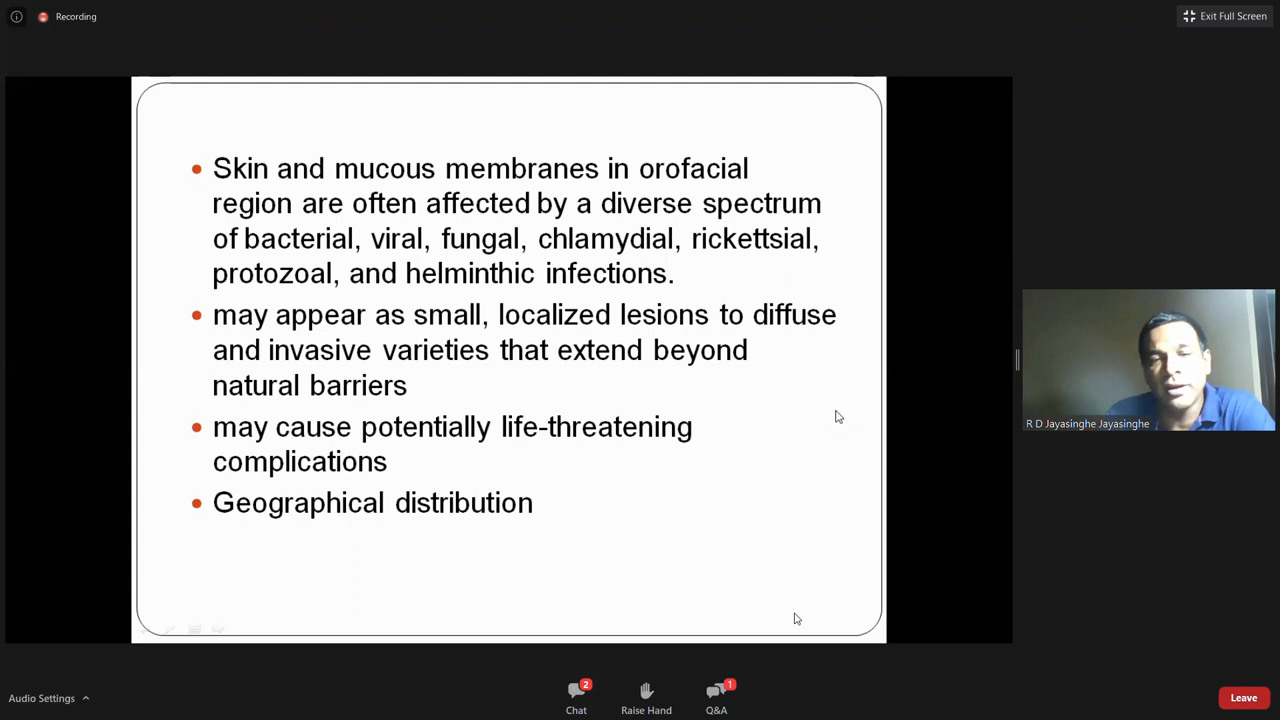 Recording
Exit Full Screen
• Skin and mucous membranes in orofacial
region are often affected by a diverse spectrum
of bacterial, viral, fungal, chlamydial, rickettsial,
protozoal, and helminthic infections.
• may appear as small, localized lesions to diffuse
and invasive varieties that extend beyond
natural barriers
• may cause potentially life-threatening
complications
• Geographical distribution
R D Jayasinghe Jayasinghe
Audio Settings
2
Chat
Raise Hand
1
Q&A
Leave